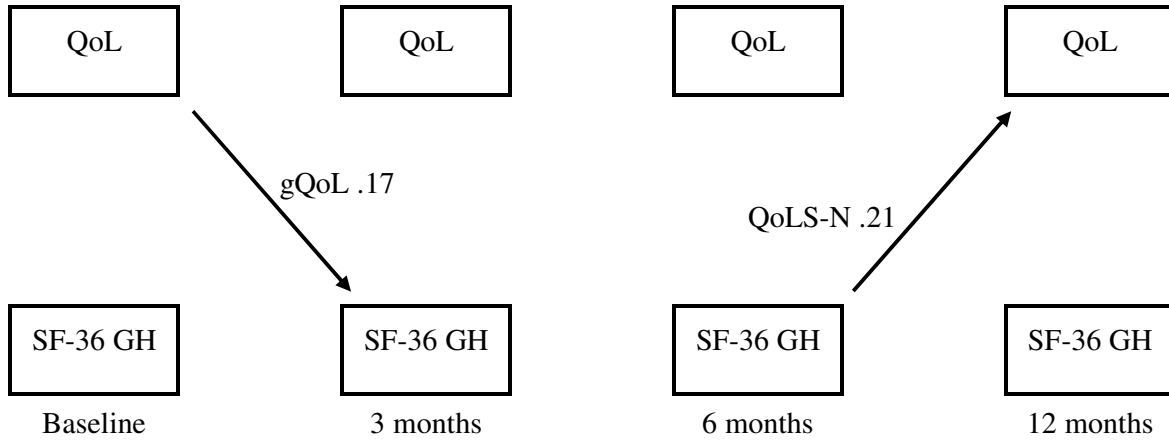 QoL
QoL
QoL
QoL
gQoL .17
QoLS-N .21
SF-36 GH
SF-36 GH
SF-36 GH
SF-36 GH
Baseline
3 months
6 months
12 months